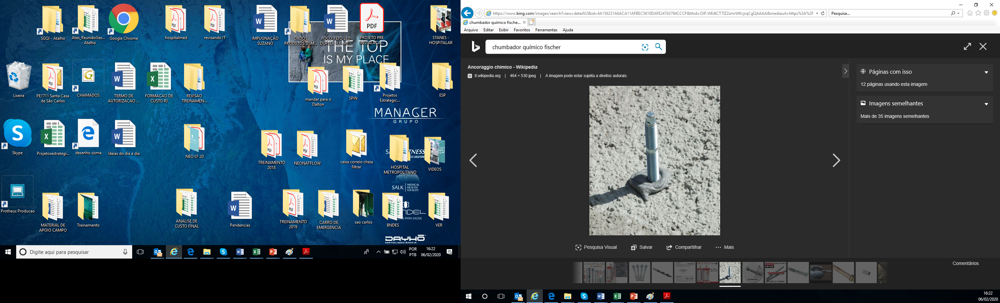 SGQI - Atalho
Atas_ReuniãoGes...
- Atalho
Google Chrome
hospitalmed
revisando IT
IMPUGNAÇÃO
SUZANO
DADOS
PRODUTOS SISM...
FOCO TETO LED
PROJETO PRE
INSTALAÇA...
PDF
STANES -
HOSPITALAR
THE TOP
IS MY PLACE
Lixeira
PE1711 Santa Casa
de São Carlos
CHAMADOS
TERMO DE
AUTORIZACAO ...
FORMACAO DE
CUSTO RJ
REVISAO
TREINAMEN...
mandar para o
Dalton
SPIN
Projetos
Estrategic...
ESP
MANAGER
GRUPO
Skype
Projetosestrategi...
desenho sisma
Ideias do dia a dia
NEO 01 20
TREINAMENTO
2018
NEONATFLOW
caixa correio cheia
filtrar
HOSPITAL
METROPOLITANO
VIDEOS
SALK
MEDICAL
HEALTH
VITALITY
Protheus Producao
MATERIAL DE
APOIO CAMPO
Treinamento
ANALISE DE
CUSTO FINAL
Pendencias
TREINAMENTO
2019
CARRO DE
EMERGENCIA
sao carlos
BNDES
VER
DAYHŌ
METALMECÂNICA
Digite aqui para pesquisar
POR
PTB
16:22
06/02/2020
https://www.bing.com/images/search?view=detailV2&id=4A156231A6ACA11AFBEC5610DAFE24743784CCCF&thid=OIP.WE4ICT7IZ2zmrWKvjrqCgQAAAA&mediaurl=https%3A%2F
Pesquisa...
chumbador químico fische...
Arquivo Editar Exibir Favoritos Ferramentas Ajuda
chumbador químico fischer
Ancoraggio chimico - Wikipedia
it.wikipedia.org | 464 × 530 jpeg | A imagem pode estar sujeita a direitos autorais.
Páginas com isso
12 páginas usando esta imagem
Imagens semelhantes
Mais de 35 imagens semelhantes
Pesquisa Visual Salvar Compartilhar Mais
Comentários
16:22
06/02/2020